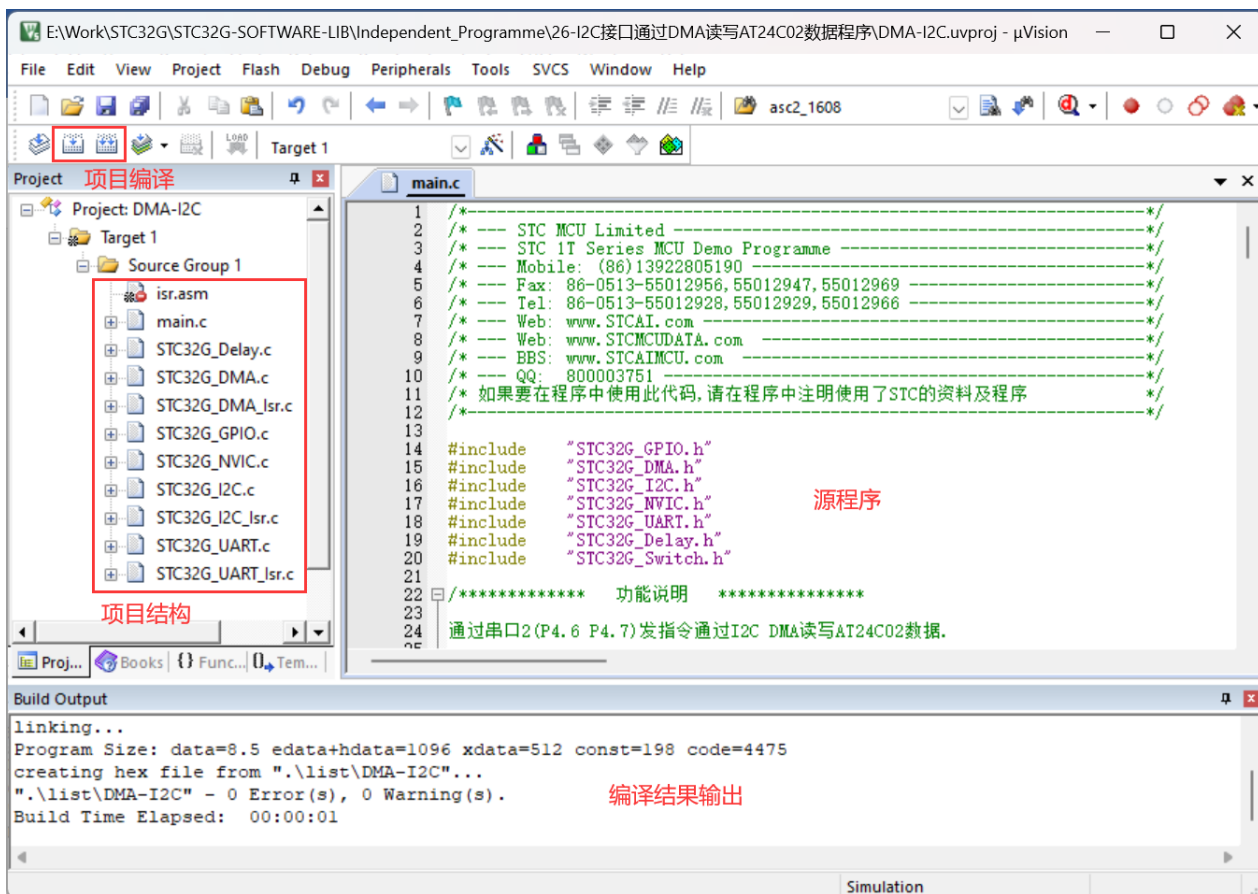 E:\Work\STC32G\STC32G-SOFTWARE-LIB\Independent_Programme\26-I2C接口通过DMA读写AT24C02数据程序\DMA-I2C.uvproj - µVision
File Edit View Project Flash Debug Peripherals Tools SVCS Window Help
asc2_1608
LOAD
Target 1
Project 项目编译
Project: DMA-I2C
Target 1
Source Group 1
isr.asm
main.c
STC32G_Delay.c
STC32G_DMA.c
STC32G_DMA_Isr.c
STC32G_GPIO.c
STC32G_NVIC.c
STC32G_I2C.c
STC32G_I2C_Isr.c
STC32G_UART.c
STC32G_UART_Isr.c
项目结构
Proj... Books {} Func... Tem...
main.c
1 /*---------------------------------------------------------------------*/
2 /* --- STC MCU Limited ------------------------------------------------*/
3 /* --- STC 1T Series MCU Demo Programme -------------------------------*/
4 /* --- Mobile: (86)13922805190 ----------------------------------------*/
5 /* --- Fax: 86-0513-55012956,55012947,55012969 ------------------------*/
6 /* --- Tel: 86-0513-55012928,55012929,55012966 ------------------------*/
7 /* --- Web: www.STCAI.com ---------------------------------------------*/
8 /* --- Web: www.STCMCUDATA.com ---------------------------------------*/
9 /* --- BBS: www.STCAIMCU.com -----------------------------------------*/
10 /* --- QQ: 800003751 -------------------------------------------------*/
11 /* 如果要在程序中使用此代码,请在程序中注明使用了STC的资料及程序 */
12 /*---------------------------------------------------------------------*/
13
14 #include "STC32G_GPIO.h"
15 #include "STC32G_DMA.h"
16 #include "STC32G_I2C.h"
17 #include "STC32G_NVIC.h"
18 #include "STC32G_UART.h"
19 #include "STC32G_Delay.h"
20 #include "STC32G_Switch.h"
源程序
21
22 /************* 功能说明 ***************
23
24 通过串口2(P4.6 P4.7)发指令通过I2C DMA读写AT24C02数据.
25
Build Output
linking...
Program Size: data=8.5 edata+hdata=1096 xdata=512 const=198 code=4475
creating hex file from ".\list\DMA-I2C"...
".\list\DMA-I2C" - 0 Error(s), 0 Warning(s).
Build Time Elapsed: 00:00:01
编译结果输出
Simulation